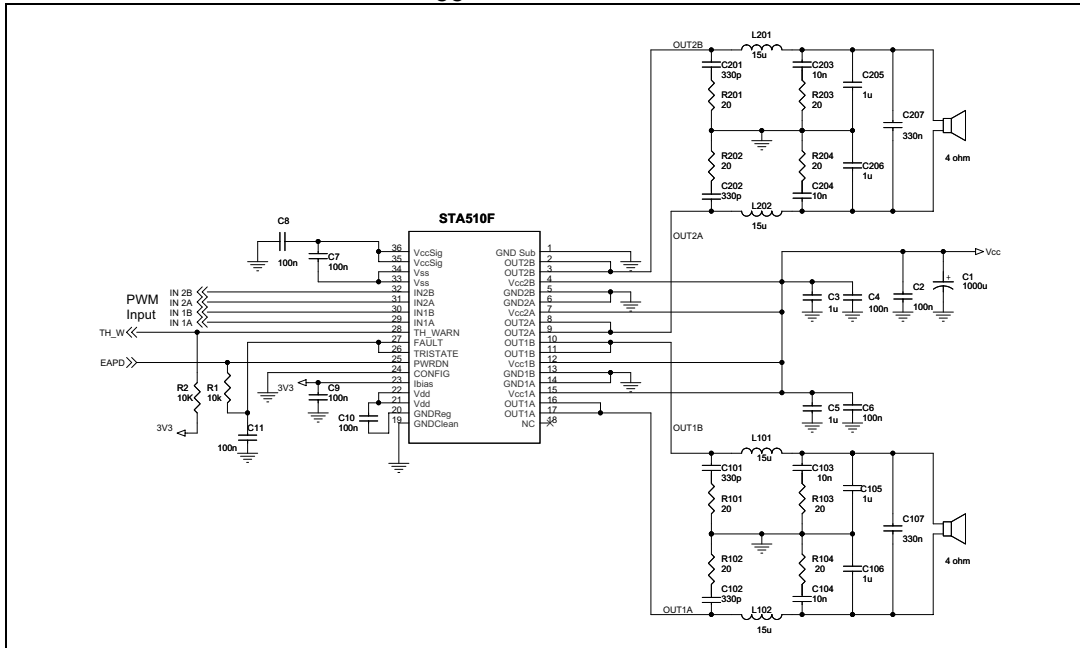 L201
15u
OUT2B
C201
330p
R201
20
C203
10n
R203
20
C205
1u
C207
330n
4 ohm
R202
20
C202
330p
R204
20
C204
10n
C206
1u
L202
15u
OUT2A
STA510F
C8
100n
C7
100n
PWM
Input
IN 2B
IN 2A
IN 1B
IN 1A
TH_W
EAPD
R2
10K
R1
10k
3V3
C11
100n
3V3
C9
100n
C10
100n
36 VccSig
35 VccSig
34 Vss
33 Vss
32 IN2B
31 IN2A
30 IN1B
29 IN1A
28 TH_WARN
27 FAULT
26 TRISTATE
25 PWRDN
24 CONFIG
23 Ibias
22 Vdd
21 Vdd
20 GNDReg
19 GNDClean
GND Sub 1
OUT2B 2
OUT2B 3
Vcc2B 4
GND2B 5
GND2A 6
Vcc2A 7
OUT2A 8
OUT2A 9
OUT1B 10
OUT1B 11
Vcc1B 12
GND1B 13
GND1A 14
Vcc1A 15
OUT1A 16
OUT1A 17
NC 18
Vcc
C3
1u
C4
100n
C2
100n
+
C1
1000u
C5
1u
C6
100n
OUT1B
L101
15u
C101
330p
R101
20
C103
10n
R103
20
C105
1u
C107
330n
4 ohm
R102
20
C102
330p
R104
20
C104
10n
C106
1u
OUT1A
L102
15u